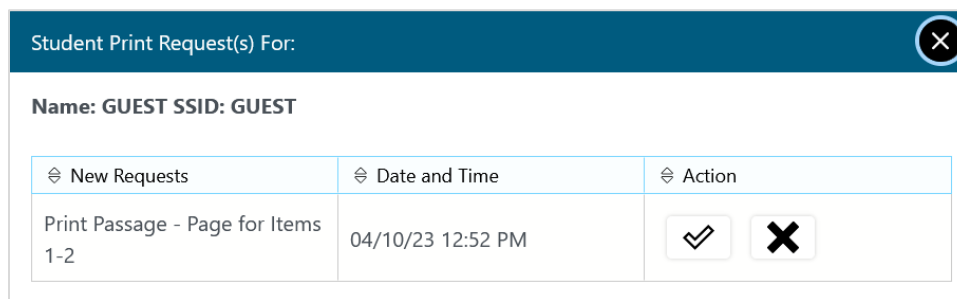 Student Print Request(s) For:
Name: GUEST SSID: GUEST
New Requests Date and Time Action
Print Passage - Page for Items
1-2
04/10/23 12:52 PM